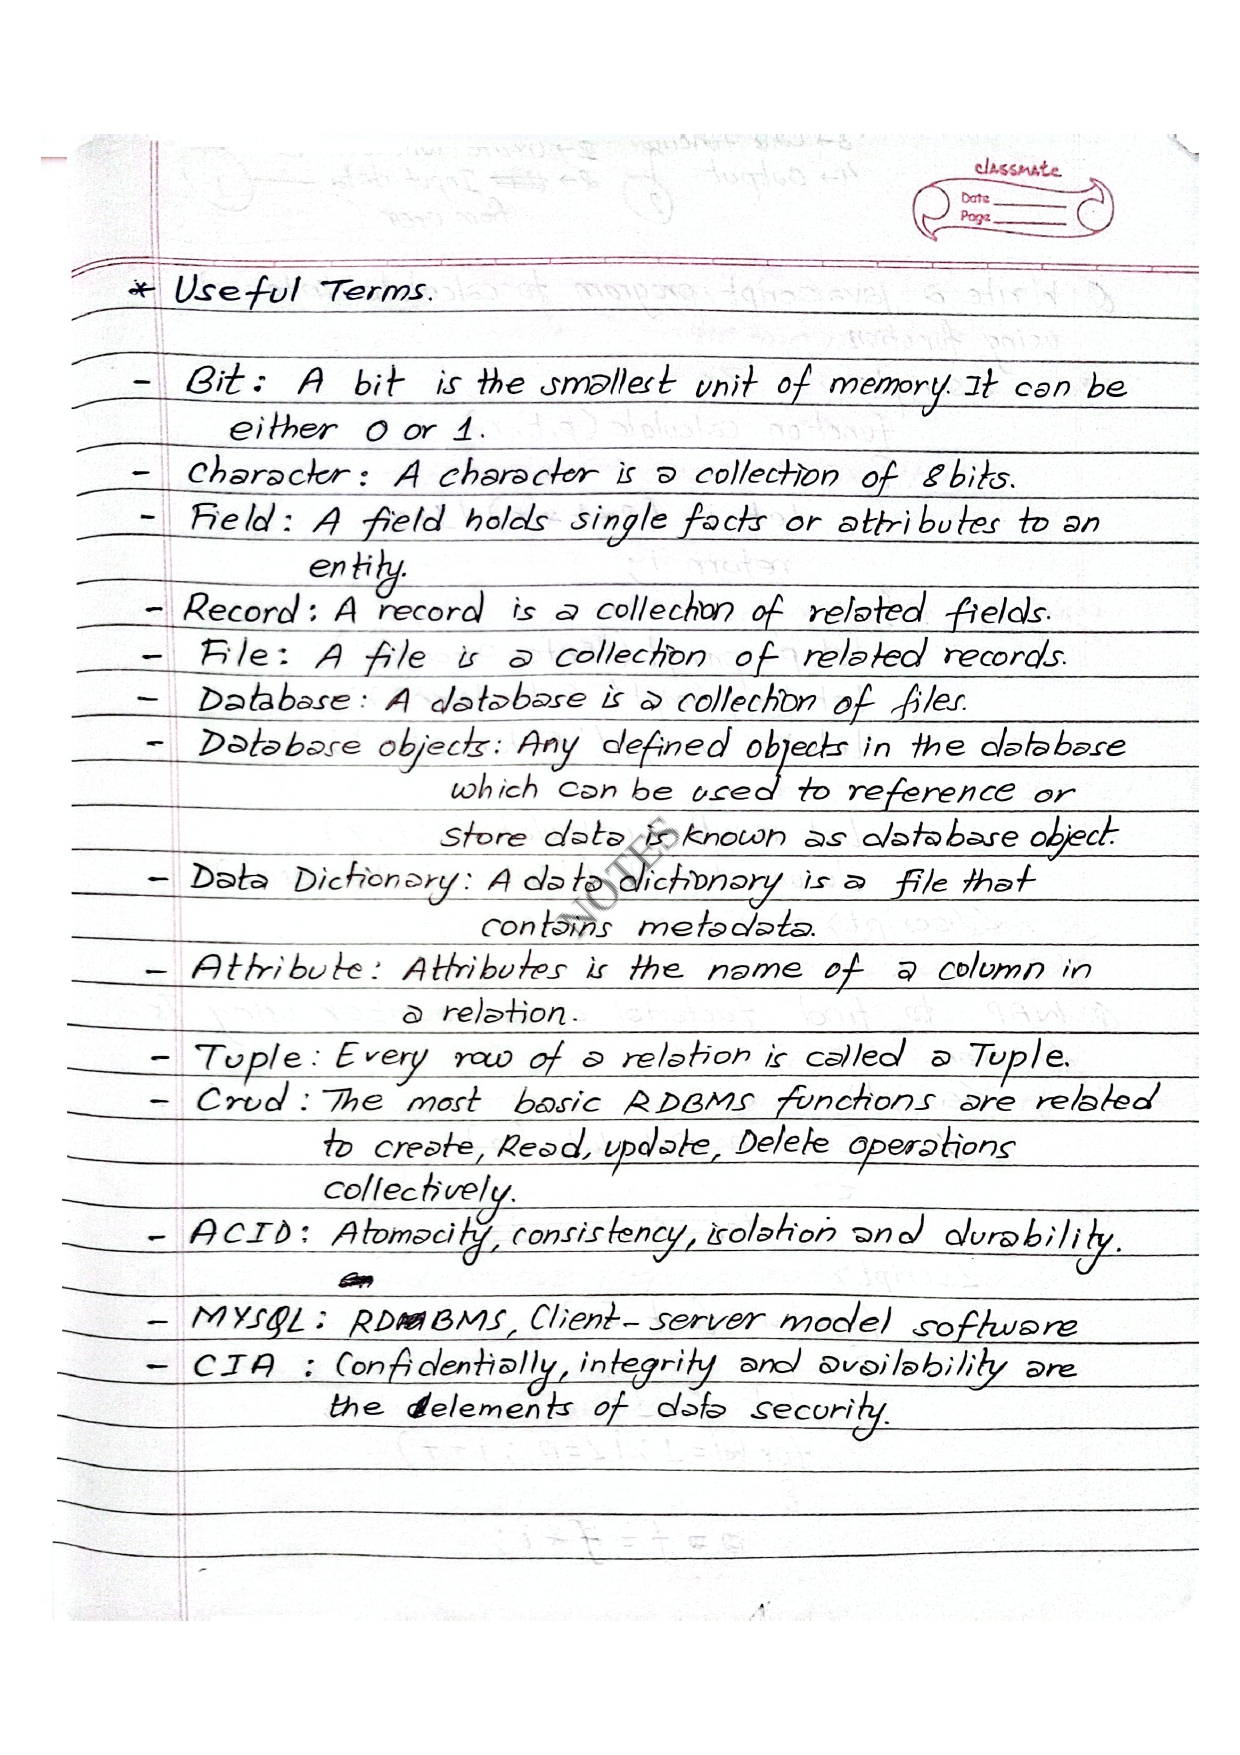 classmate
Date
Page
* Useful Terms.
- Bit : A bit is the smallest unit of memory. It can be
either 0 or 1.
- Character : A character is a collection of 8 bits.
- Field : A field holds single facts or attributes to an
entity.
- Record : A record is a collection of related fields.
- File : A file is a collection of related records.
- Database : A database is a collection of files.
- Database objects : Any defined objects in the database
which can be used to reference or
store data is known as database object.
NOTES
- Data Dictionary : A data dictionary is a file that
contains metadata.
- Attribute : Attributes is the name of a column in
a relation.
- Tuple : Every row of a relation is called a Tuple.
- Crud : The most basic RDBMS functions are related
to create, Read, update, Delete operations
collectively.
- ACID : Atomacity, consistency, isolation and durability.
- MYSQL : RDBMS, Client-server model software
- CIA : Confidentially, integrity and availability are
the elements of data security.